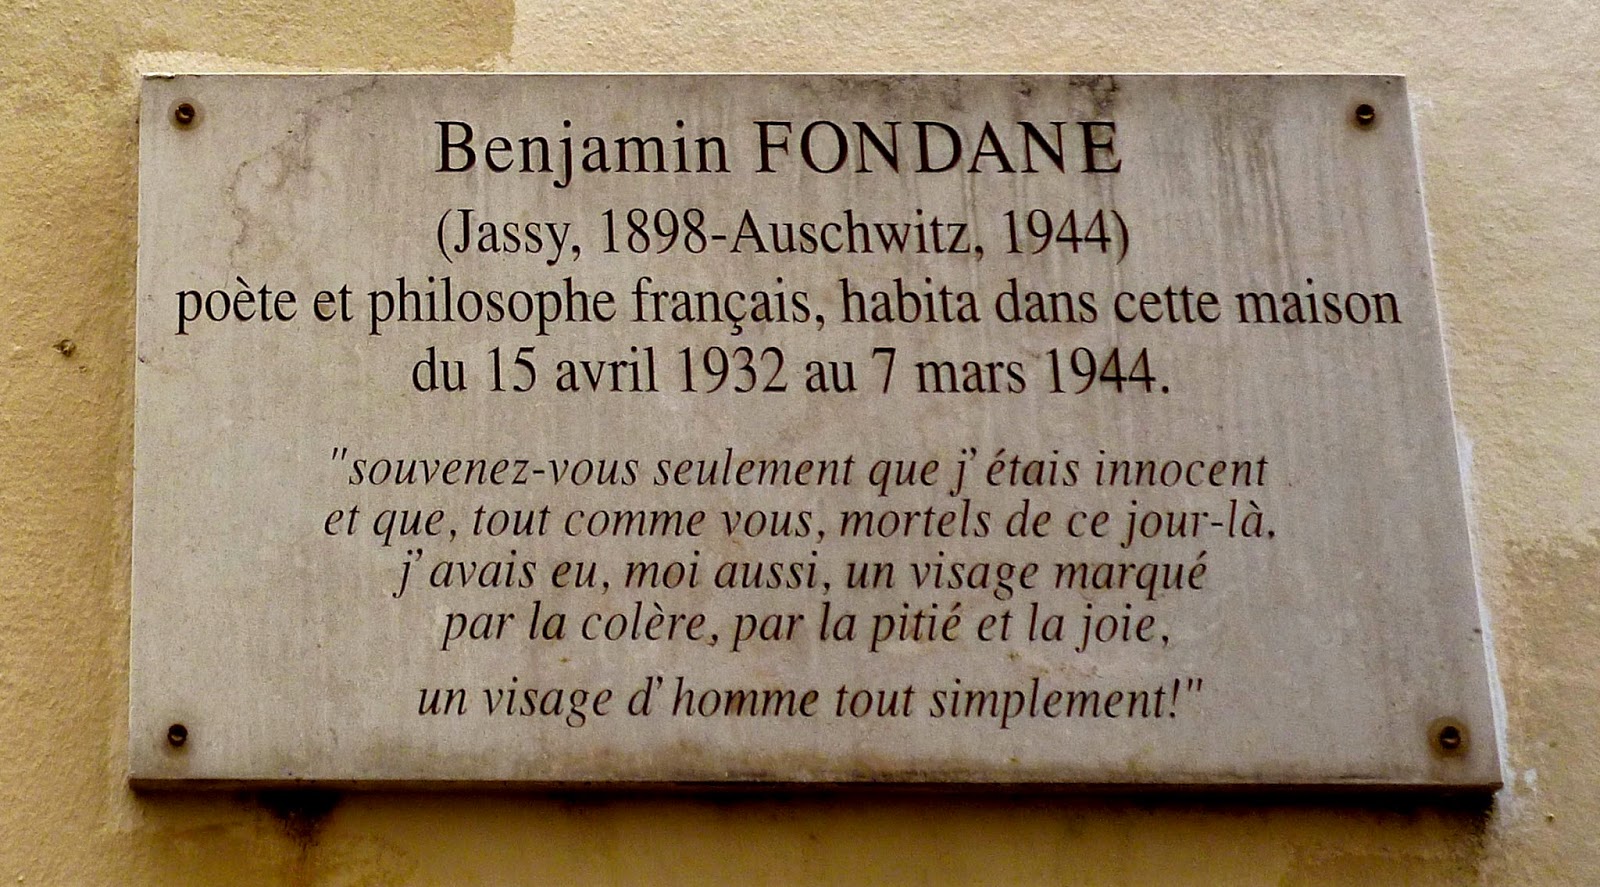 Benjamin FONDANE
(Jassy, 1898-Auschwitz, 1944)
poète et philosophe français, habita dans cette maison
du 15 avril 1932 au 7 mars 1944.
"souvenez-vous seulement que j'étais innocent
et que, tout comme vous, mortels de ce jour-là,
j'avais eu, moi aussi, un visage marqué
par la colère, par la pitié et la joie,
un visage d'homme tout simplement!"